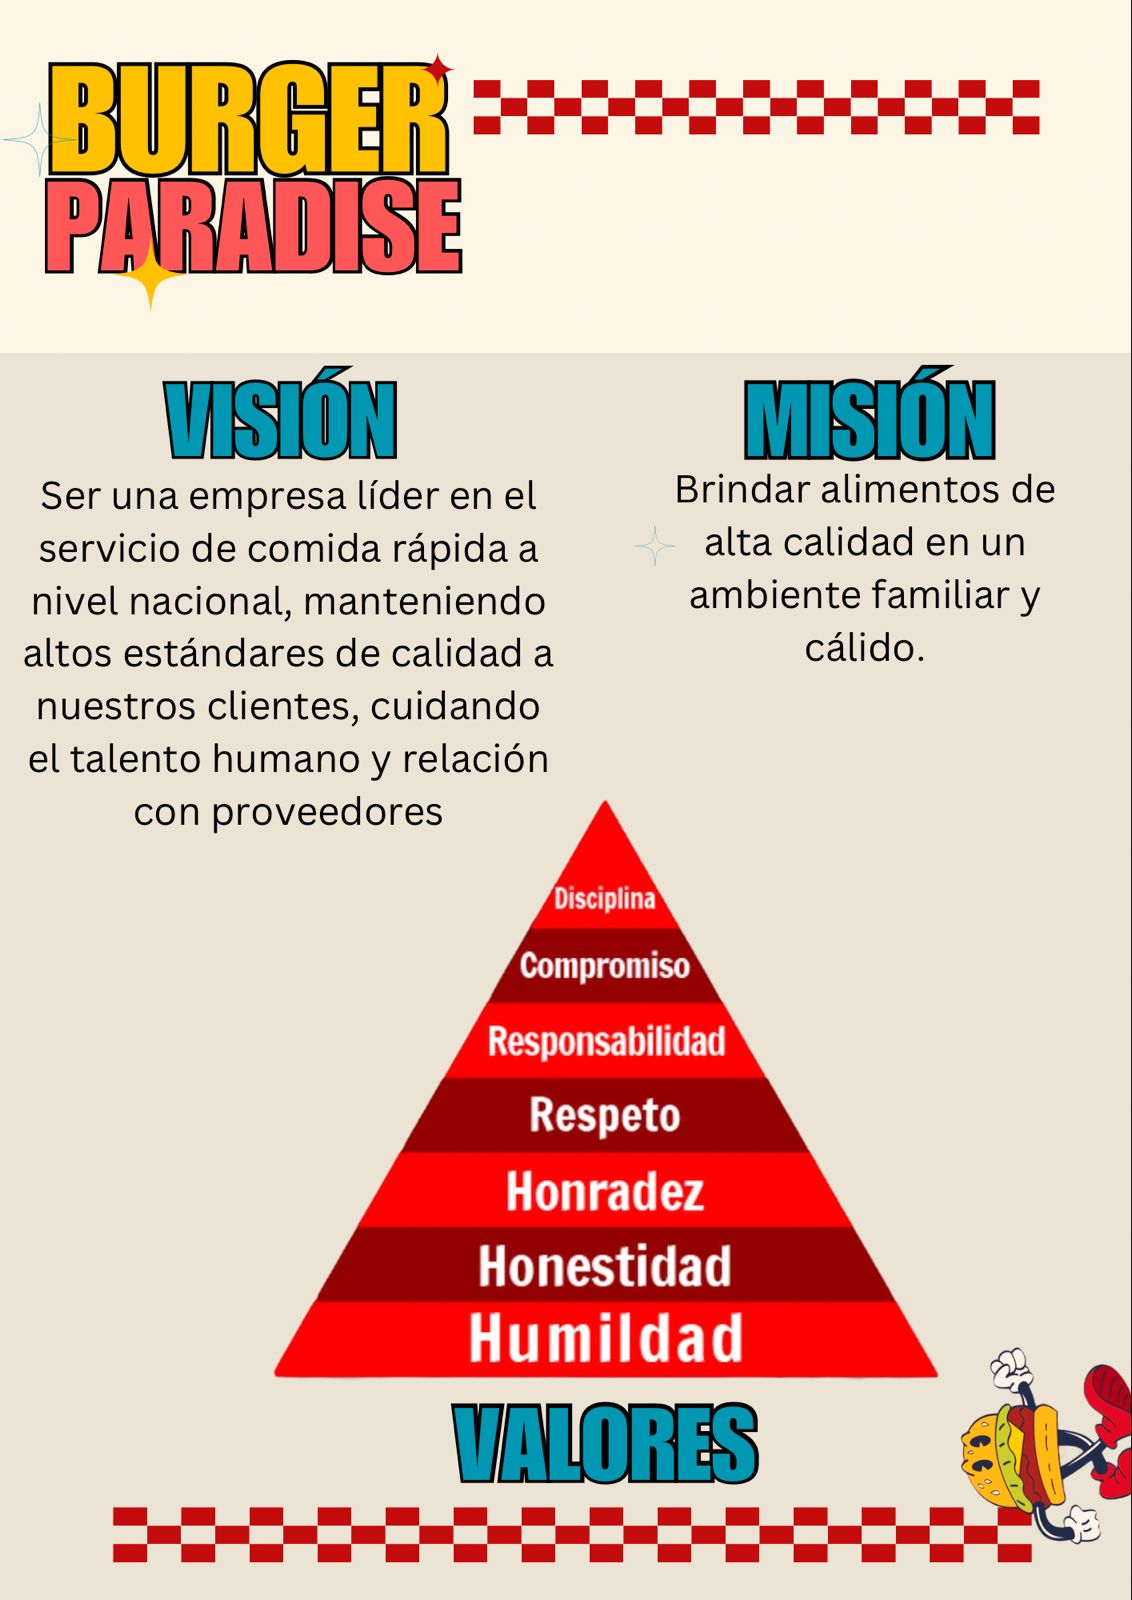 BURGER
PARADISE
VISIÓN
Ser una empresa líder en el
servicio de comida rápida a
nivel nacional, manteniendo
altos estándares de calidad a
nuestros clientes, cuidando
el talento humano y relación
con proveedores
MISIÓN
Brindar alimentos de
alta calidad en un
ambiente familiar y
cálido.
Disciplina
Compromiso
Responsabilidad
Respeto
Honradez
Honestidad
Humildad
VALORES